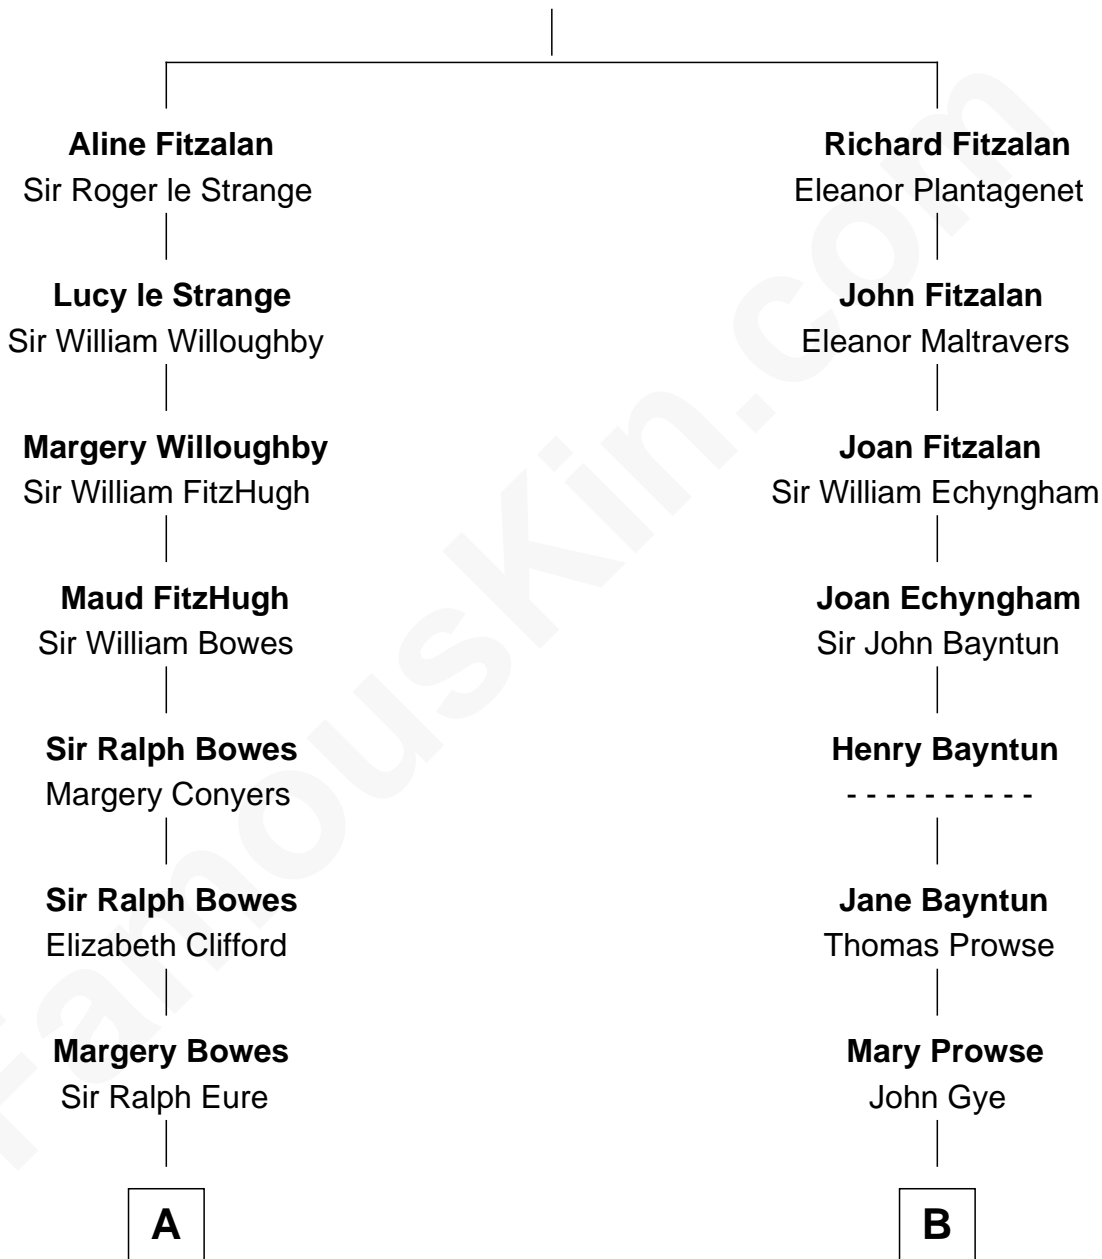 Aline Fitzalan
Sir Roger le Strange
Lucy le Strange
Sir William Willoughby
Margery Willoughby
Sir William FitzHugh
Maud FitzHugh
Sir William Bowes
Sir Ralph Bowes
Margery Conyers
Sir Ralph Bowes
Elizabeth Clifford
Margery Bowes
Sir Ralph Eure
A
Richard Fitzalan
Eleanor Plantagenet
John Fitzalan
Eleanor Maltravers
Joan Fitzalan
Sir William Echyngham
Joan Echyngham
Sir John Bayntun
Henry Bayntun
- - - - - - - - - -
Jane Bayntun
Thomas Prowse
Mary Prowse
John Gye
B
FamousKin.com